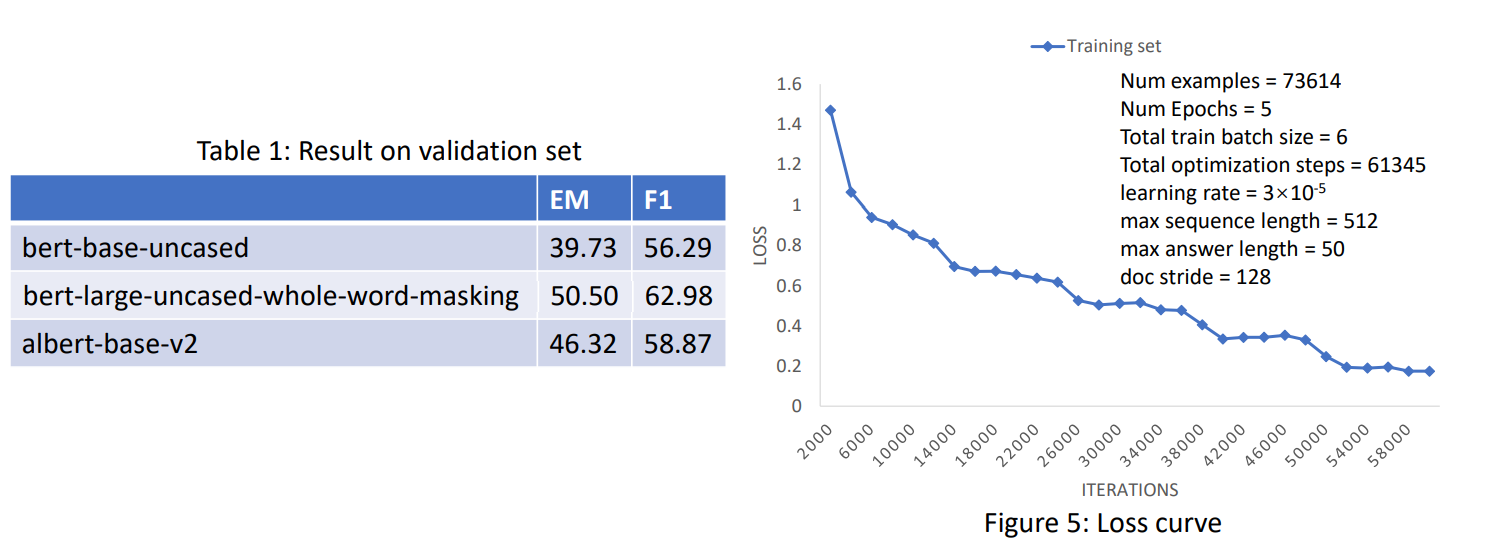 Table 1: Result on validation set
EM F1
bert-base-uncased 39.73 56.29
bert-large-uncased-whole-word-masking 50.50 62.98
albert-base-v2 46.32 58.87
Training set
Num examples = 73614
Num Epochs = 5
Total train batch size = 6
Total optimization steps = 61345
learning rate = 3×10⁻⁵
max sequence length = 512
max answer length = 50
doc stride = 128
1.6
1.4
1.2
1
0.8
0.6
0.4
0.2
0
LOSS
2000 6000 10000 14000 18000 22000 26000 30000 34000 38000 42000 46000 50000 54000 58000
ITERATIONS
Figure 5: Loss curve